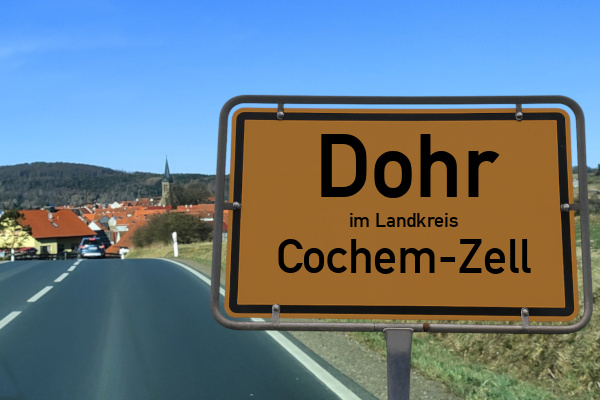 Dohr
im Landkreis
Cochem-Zell